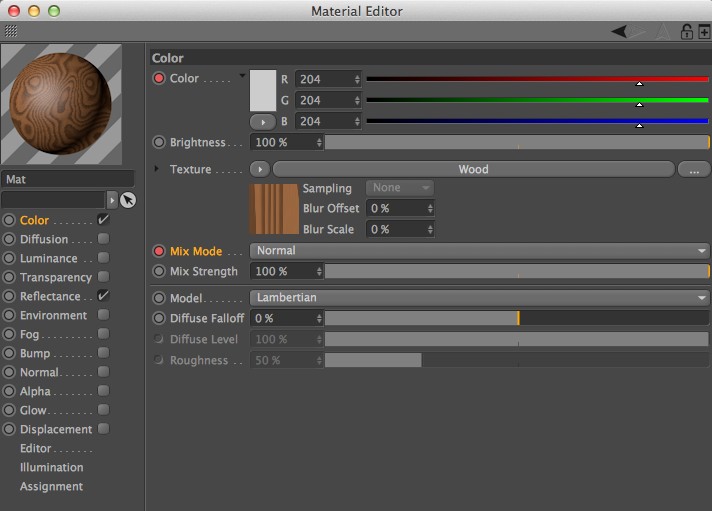 Material Editor
Mat
Color . . . . . . .
Diffusion . . . .
Luminance . . .
Transparency
Reflectance . .
Environment
Fog . . . . . . . .
Bump . . . . . .
Normal . . . . .
Alpha . . . . . .
Glow . . . . . . .
Displacement
Editor . . . . . .
Illumination
Assignment
Color
Color . . . . .
R 204
G 204
B 204
Brightness . . . 100 %
Texture . . . . . Wood ...
Sampling None
Blur Offset 0 %
Blur Scale 0 %
Mix Mode . . . Normal
Mix Strength 100 %
Model . . . . . . Lambertian
Diffuse Falloff 0 %
Diffuse Level 100 %
Roughness . . 50 %